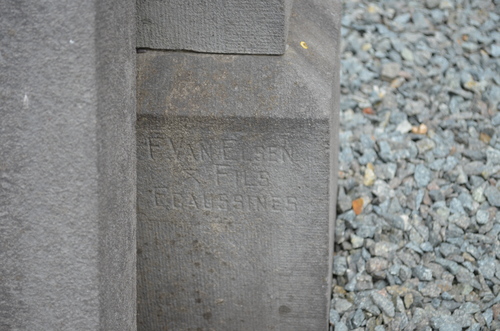 F. VAN ELSEN
& FILS
ECAUSSINES